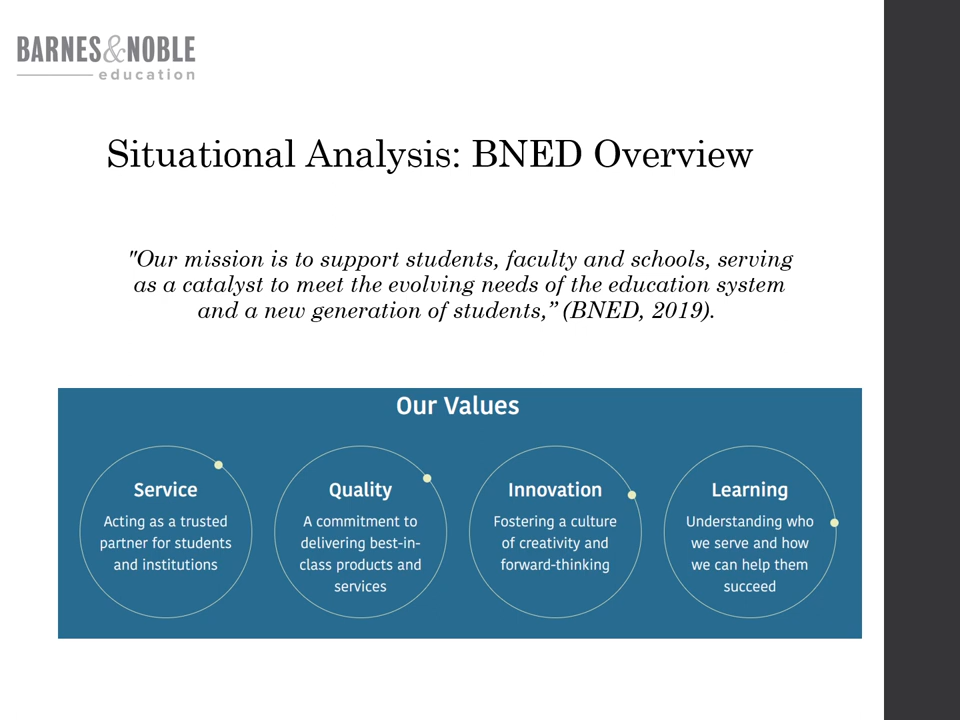 BARNES&NOBLE
education
Situational Analysis: BNED Overview
"Our mission is to support students, faculty and schools, serving
as a catalyst to meet the evolving needs of the education system
and a new generation of students,” (BNED, 2019).
Our Values
Service
Acting as a trusted
partner for students
and institutions
Quality
A commitment to
delivering best-in-
class products and
services
Innovation
Fostering a culture
of creativity and
forward-thinking
Learning
Understanding who
we serve and how
we can help them
succeed